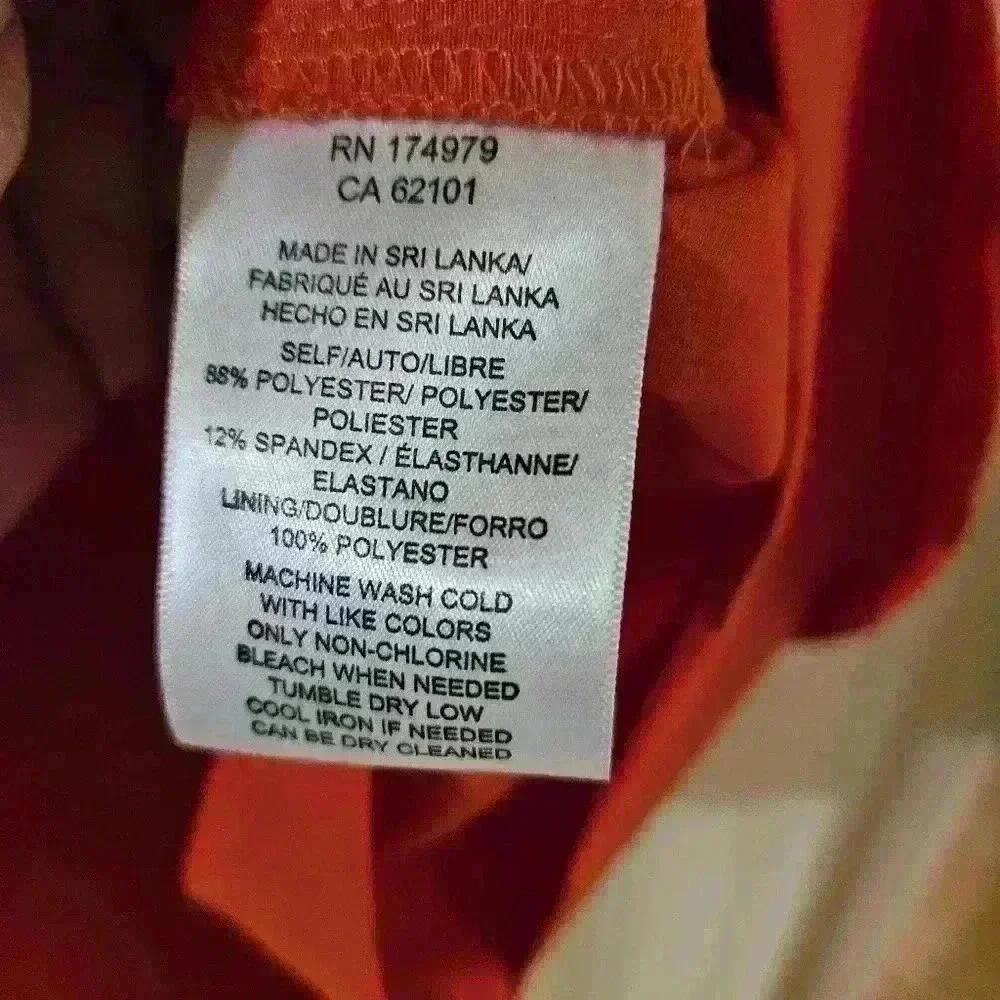 RN 174979
CA 62101
MADE IN SRI LANKA/
FABRIQUÉ AU SRI LANKA
HECHO EN SRI LANKA
SELF/AUTO/LIBRE
88% POLYESTER/ POLYESTER/
POLIESTER
12% SPANDEX / ÉLASTHANNE/
ELASTANO
LINING/DOUBLURE/FORRO
100% POLYESTER
MACHINE WASH COLD
WITH LIKE COLORS
ONLY NON-CHLORINE
BLEACH WHEN NEEDED
TUMBLE DRY LOW
COOL IRON IF NEEDED
CAN BE DRY CLEANED